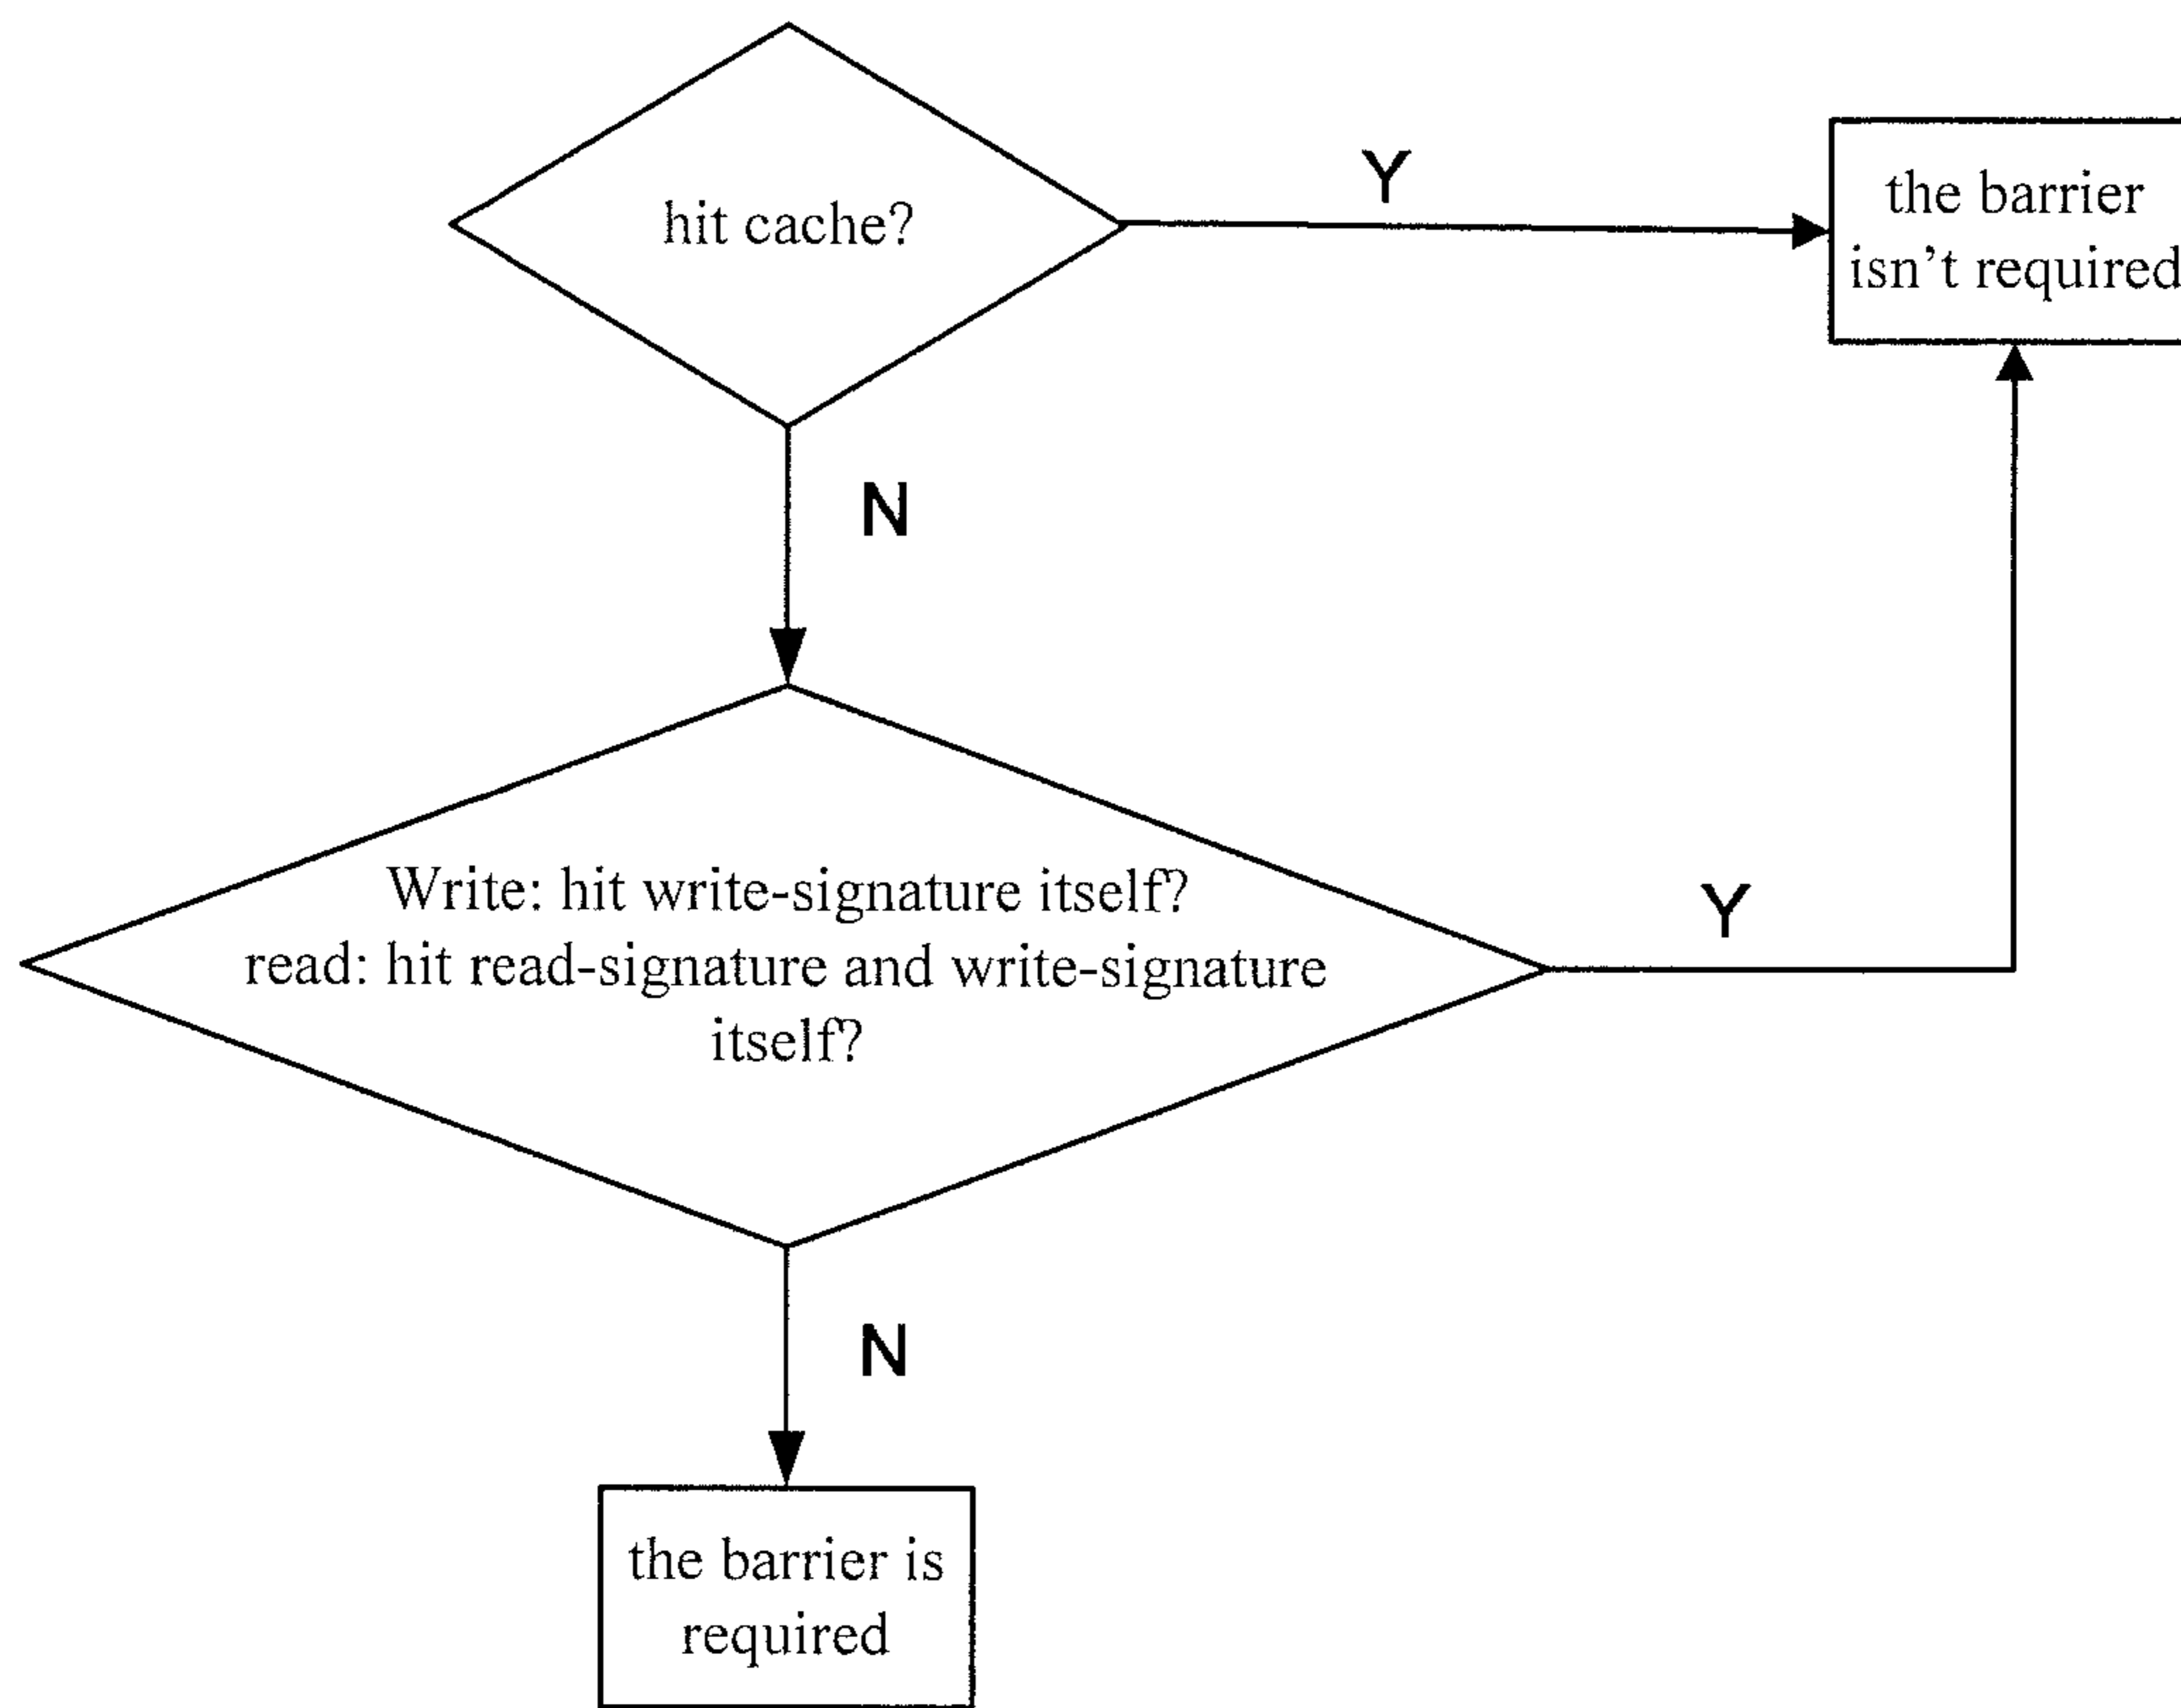 hit cache?
Y
the barrier
isn't required
N
Write: hit write-signature itself?
read: hit read-signature and write-signature
itself?
Y
N
the barrier is
required